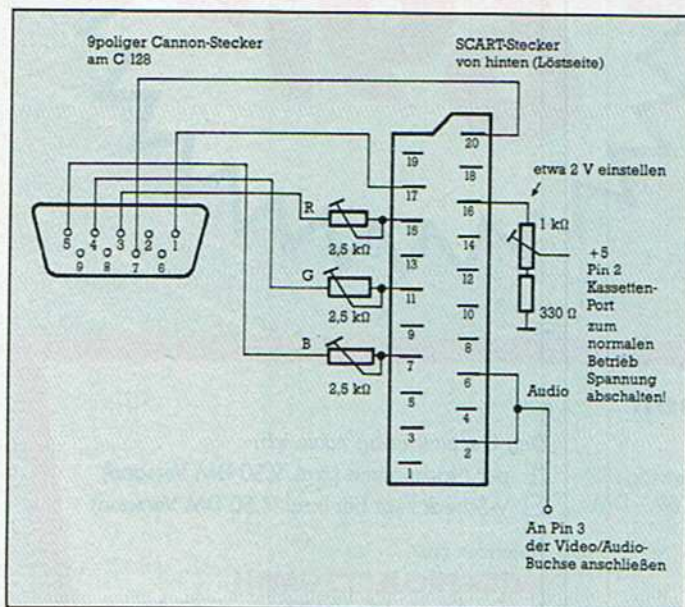 9poliger Cannon-Stecker
am C 128
SCART-Stecker
von hinten (Löstseite)
20
19
18
etwa 2 V einstellen
17
16
R
15
1 kΩ
2,5 kΩ
14
+5
Pin 2
Kassetten-
Port
zum
normalen
Betrieb
Spannung
abschalten!
5
4
3
2
1
9
8
7
6
13
G
12
11
2,5 kΩ
330 Ω
10
9
B
8
7
2,5 kΩ
6
Audio
5
4
3
2
1
An Pin 3
der Video/Audio-
Buchse anschließen